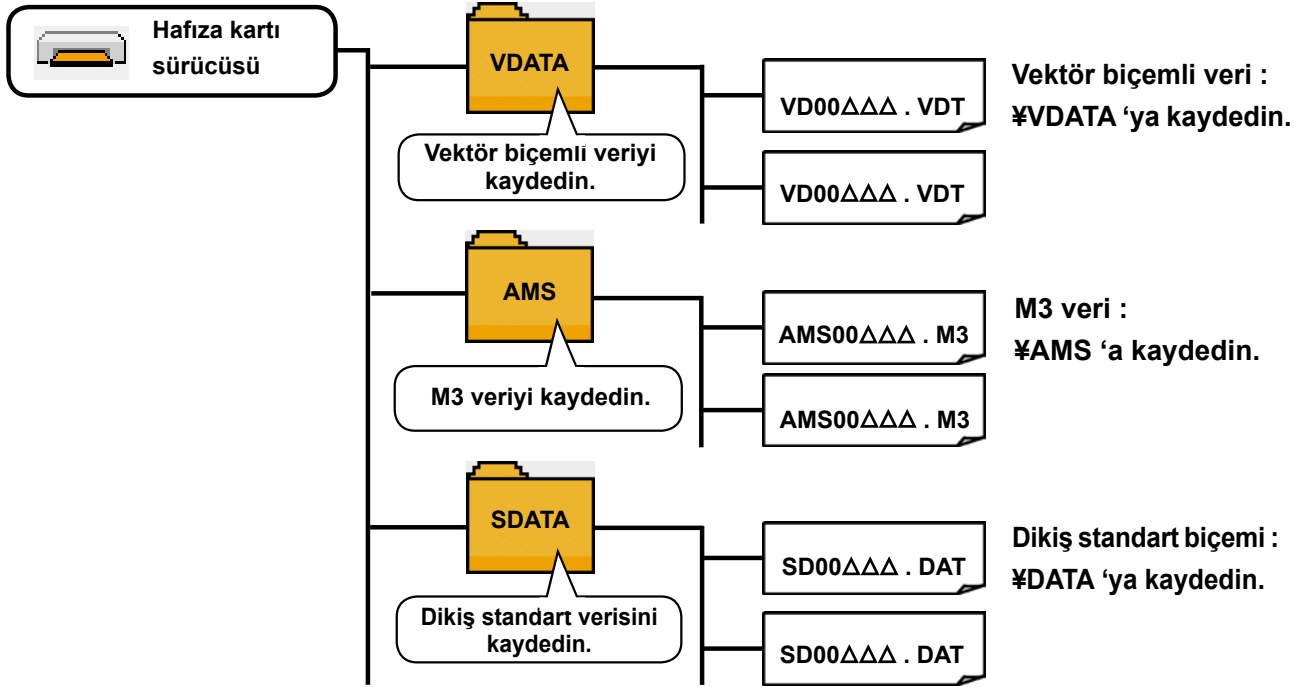 Hafıza kartı
sürücüsü
VDATA
Vektör biçemli veriyi
kaydedin.
VD00△△△ . VDT
VD00△△△ . VDT
Vektör biçemli veri :
¥VDATA ‘ya kaydedin.
AMS
M3 veriyi kaydedin.
AMS00△△△ . M3
AMS00△△△ . M3
M3 veri :
¥AMS ‘a kaydedin.
SDATA
Dikiş standart verisini
kaydedin.
SD00△△△ . DAT
SD00△△△ . DAT
Dikiş standart biçemi :
¥DATA ‘ya kaydedin.